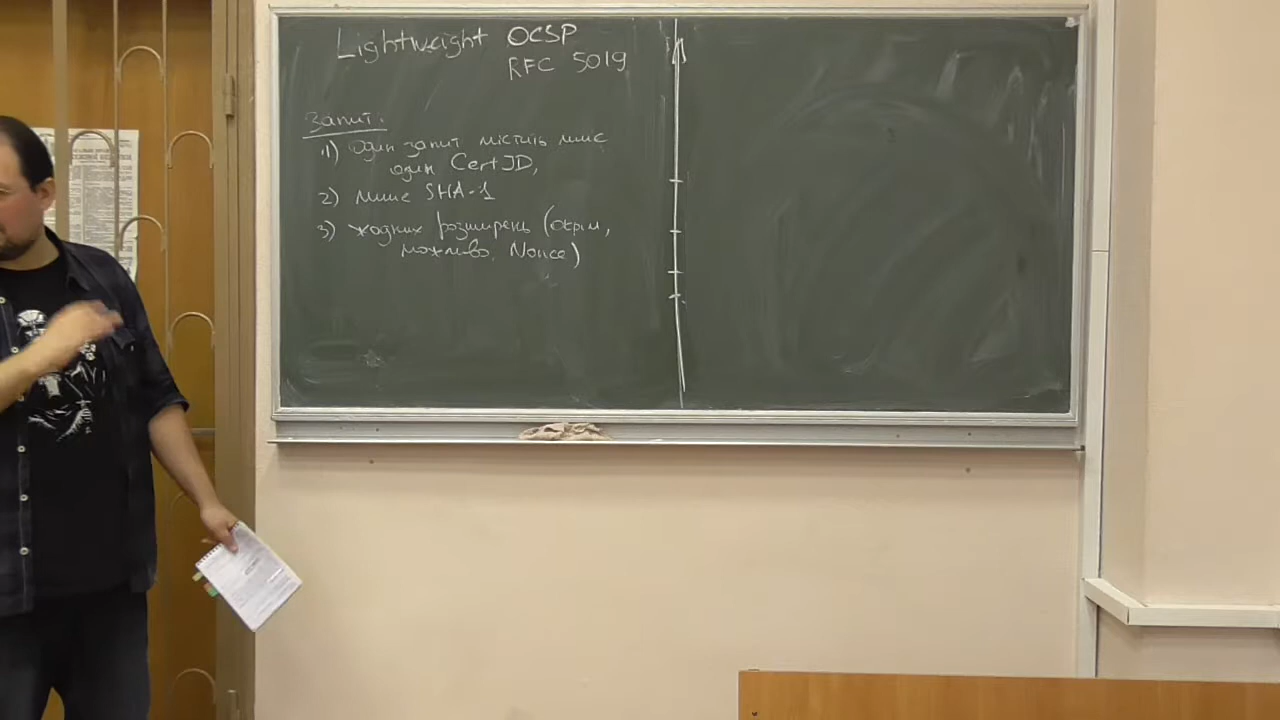 Lightweight OCSP
RFC 5019
Запит.
1) Один запит містить лише
один CertID,
2) лише SHA-1
3) жодних розширень (окрім,
можливо, Nonce)